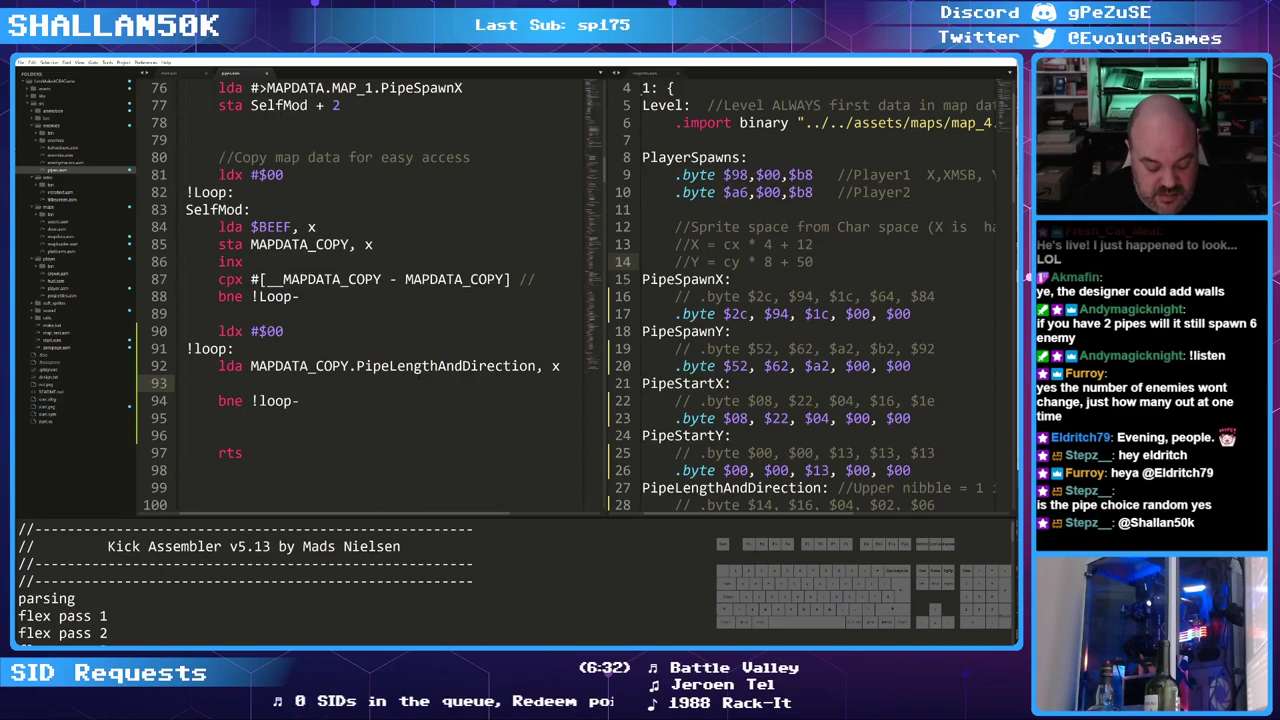 SHALLAN50K
Last Sub: sp175
Discord gPeZuSE
Twitter @EvoluteGames
FOLDERS
76 lda #>MAPDATA.MAP_1.PipeSpawnX
77 sta SelfMod + 2
78
79
80 //Copy map data for easy access
81 ldx #$00
82 !Loop:
83 SelfMod:
84 lda $BEEF, x
85 sta MAPDATA_COPY, x
86 inx
87 cpx #[__MAPDATA_COPY - MAPDATA_COPY] //
88 bne !Loop-
89
90 ldx #$00
91 !loop:
92 lda MAPDATA_COPY.PipeLengthAndDirection, x
93
94 bne !loop-
95
96
97 rts
98
99
100
4 1: {
5 Level: //Level ALWAYS first data in map da
6 .import binary "../../assets/maps/map_4.
7
8 PlayerSpawns:
9 .byte $98,$00,$b8 //Player1 X,XMSB, Y
10 .byte $a6,$00,$b8 //Player2
11
12 //Sprite space from Char space (X is ha
13 //X = cx * 4 + 12
14 //Y = cy * 8 + 50
15 PipeSpawnX:
16 // .byte $2c, $94, $1c, $64, $84
17 .byte $2c, $94, $1c, $00, $00
18 PipeSpawnY:
20 .byte $22, $62, $a2, $00, $00
21 PipeStartX:
22 // .byte $08, $22, $04, $16, $1e
23 .byte $08, $22, $04, $00, $00
24 PipeStartY:
25 // .byte $00, $00, $13, $13, $13
26 .byte $00, $00, $13, $00, $00
27 PipeLengthAndDirection: //Upper nibble = 1 i
28 // .byte $14, $16, $04, $02, $06
//---------------------------------------------------
// Kick Assembler v5.13 by Mads Nielsen
//---------------------------------------------------
//---------------------------------------------------
parsing
flex pass 1
flex pass 2
Fresh_Cat_Meat:
He's live! I just happened to look...
LOL
Akmafin:
ye, the designer could add walls
Andymagicknight:
if you have 2 pipes will it still spawn 6
enemy
Andymagicknight: !listen
Furroy:
yes the number of enemies wont
change, just how many out at one
time
Eldritch79: Evening, people.
Stepz__: hey eldritch
Furroy: heya @Eldritch79
Stepz__:
is the pipe choice random yes
Stepz__: @Shallan50k
SID Requests
♫ 0 SIDs in the queue, Redeem poi
(6:32) ♫ Battle Valley
♫ Jeroen Tel
♪ 1988 Rack-It